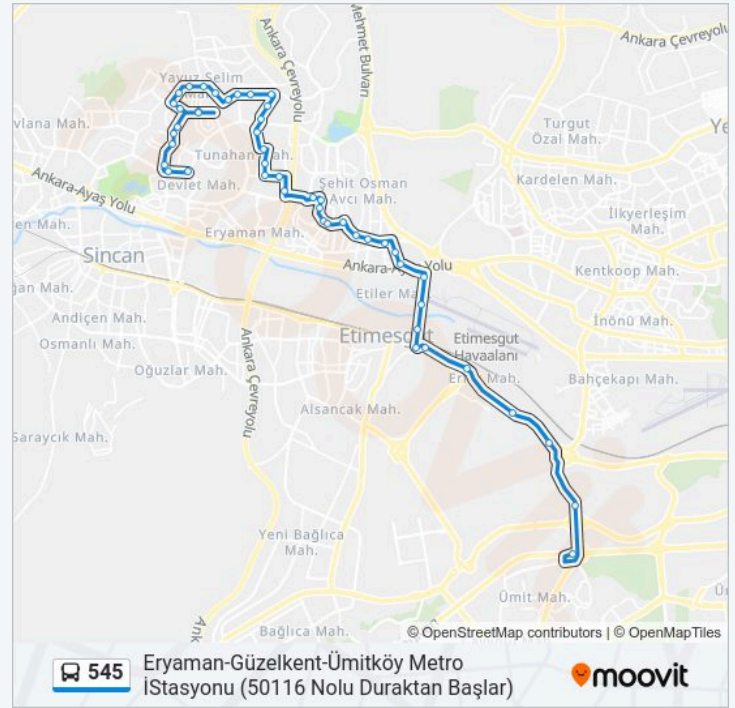 Mehmet Bulvarı
Ankara Çevreyolu
Ankara Çevreyolu
Yavuz Selim
Mah.
Turgut
Özal Mah.
vlana Mah.
Tunahan Mah.
Kardelen Mah.
Devlet Mah.
Şehit Osman
Avcı Mah.
Ankara-Ayaş Yolu
İlkyerleşim
Mah.
en Mah.
Eryaman Mah.
Sincan
Ankara-Ayaş Yolu
Kentkoop Mah.
ğan Mah.
Etiler Mah.
Andiçen Mah.
İnönü Mah.
Osmanlı Mah.
Etimesgut
Etimesgut
Havaalanı
Oğuzlar Mah.
Bahçekapı Mah.
Ankara Çevreyolu
Alsancak Mah.
Saraycık Mah.
Yeni Bağlıca
Mah.
Ümit Mah.
Bağlıca Mah.
© OpenStreetMap contributors | © OpenMapTiles
545
Eryaman-Güzelkent-Ümitköy Metro
İStasyonu (50116 Nolu Duraktan Başlar)
moovit